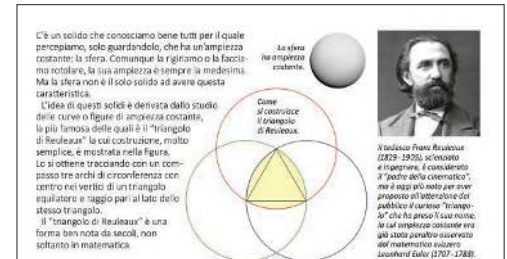 C'è un solido che conosciamo bene tutti per il quale
percepiamo, solo guardandolo, che ha un'ampiezza
costante: la sfera. Comunque la rigiriamo o la faccia-
mo rotolare, la sua ampiezza è sempre la medesima.
Ma la sfera non è il solo solido ad avere questa
caratteristica.
L'idea di questi solidi è derivata dallo studio
delle curve o figure di ampiezza costante,
la più famosa delle quali è il "triangolo
di Reuleaux" la cui costruzione, molto
semplice, è mostrata nella figura.
Lo si ottiene tracciando con un com-
passo tre archi di circonferenza con
centro nei vertici di un triangolo
equilatero e raggio pari al lato dello
stesso triangolo.
Il "triangolo di Reuleaux" è una
forma ben nota da secoli, non
soltanto in matematica.
La sfera
ha ampiezza
costante.
Come
si costruisce
il triangolo
di Reuleaux.
Il tedesco Franz Reuleaux
(1829-1905), scienziato
e ingegnere, è considerato
il "padre della cinematica",
ma è oggi più noto per aver
proposto all'attenzione del
pubblico il curioso "triango-
lo" che ha preso il suo nome,
la cui ampiezza costante era
già stata peraltro osservata
dal matematico svizzero
Leonhard Euler (1707-1783).